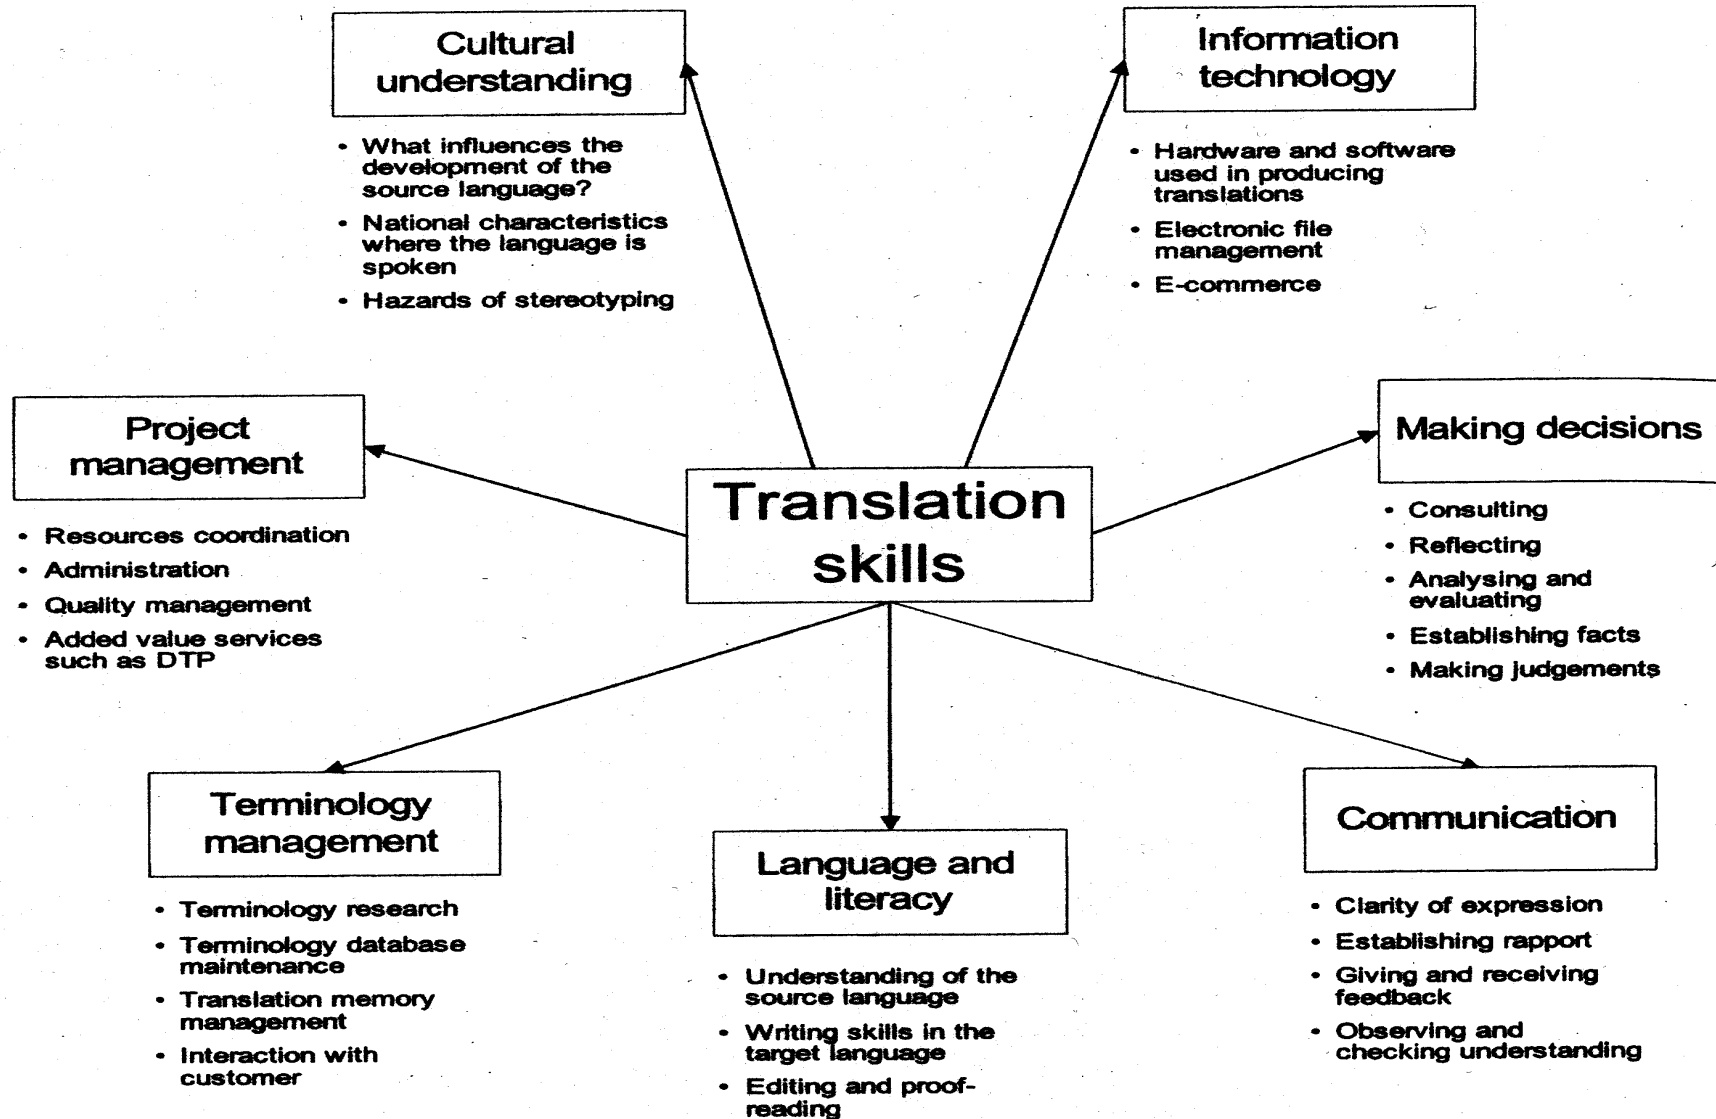 Cultural
understanding
• What influences the
development of the
source language?
• National characteristics
where the language is
spoken
• Hazards of stereotyping
Information
technology
• Hardware and software
used in producing
translations
• Electronic file
management
• E-commerce
Project
management
• Resources coordination
• Administration
• Quality management
• Added value services
such as DTP
Translation
skills
Making decisions
• Consulting
• Reflecting
• Analysing and
evaluating
• Establishing facts
• Making judgements
Terminology
management
• Terminology research
• Terminology database
maintenance
• Translation memory
management
• Interaction with
customer
Language and
literacy
• Understanding of the
source language
• Writing skills in the
target language
• Editing and proof-
reading
Communication
• Clarity of expression
• Establishing rapport
• Giving and receiving
feedback
• Observing and
checking understanding